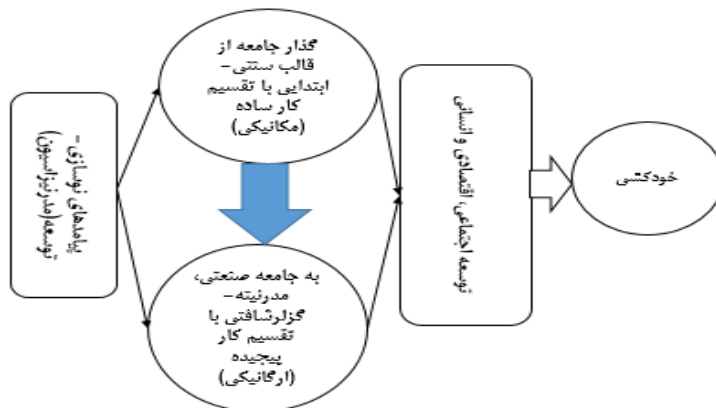 پیامدهای نوسازی-
توسعه(مدرنیزاسیون)
گذار جامعه از
قالب سنتی-
ابتدایی با تقسیم
کار ساده
(مکانیکی)
به جامعه صنعتی،
مدرنیته-
گزلرشافتی با
تقسیم کار
پیچیده
(ارگانیکی)
توسعه اجتماعی، اقتصادی و انسانی
خودکشی